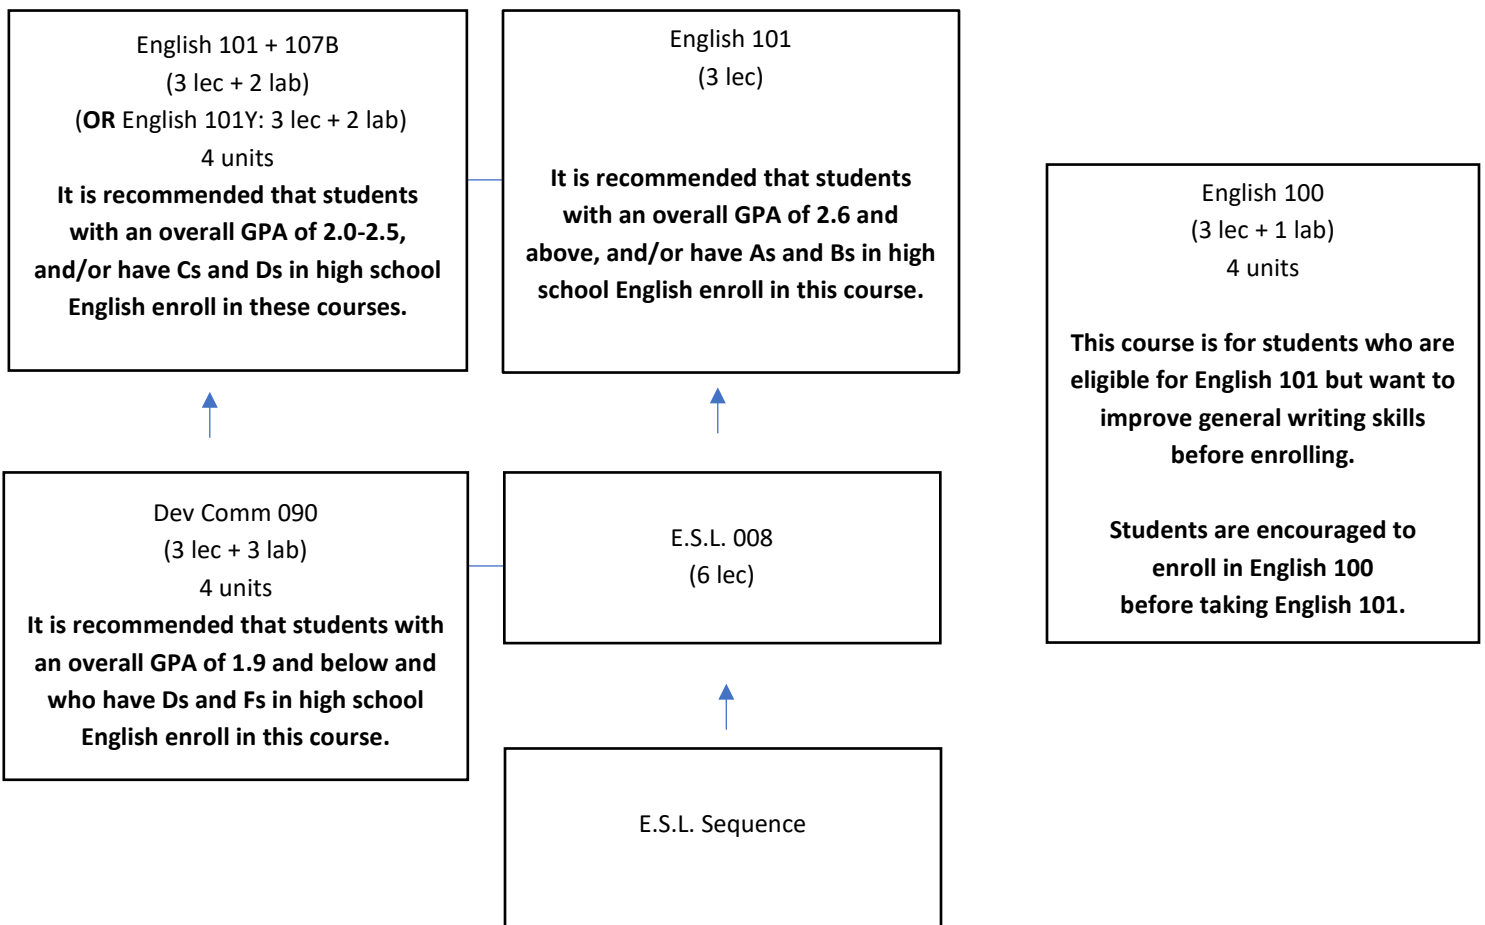 English 101 + 107B
(3 lec + 2 lab)
(OR English 101Y: 3 lec + 2 lab)
4 units
It is recommended that students
with an overall GPA of 2.0-2.5,
and/or have Cs and Ds in high school
English enroll in these courses.
English 101
(3 lec)
It is recommended that students
with an overall GPA of 2.6 and
above, and/or have As and Bs in high
school English enroll in this course.
English 100
(3 lec + 1 lab)
4 units
This course is for students who are
eligible for English 101 but want to
improve general writing skills
before enrolling.
Students are encouraged to
enroll in English 100
before taking English 101.
Dev Comm 090
(3 lec + 3 lab)
4 units
It is recommended that students with
an overall GPA of 1.9 and below and
who have Ds and Fs in high school
English enroll in this course.
E.S.L. 008
(6 lec)
E.S.L. Sequence